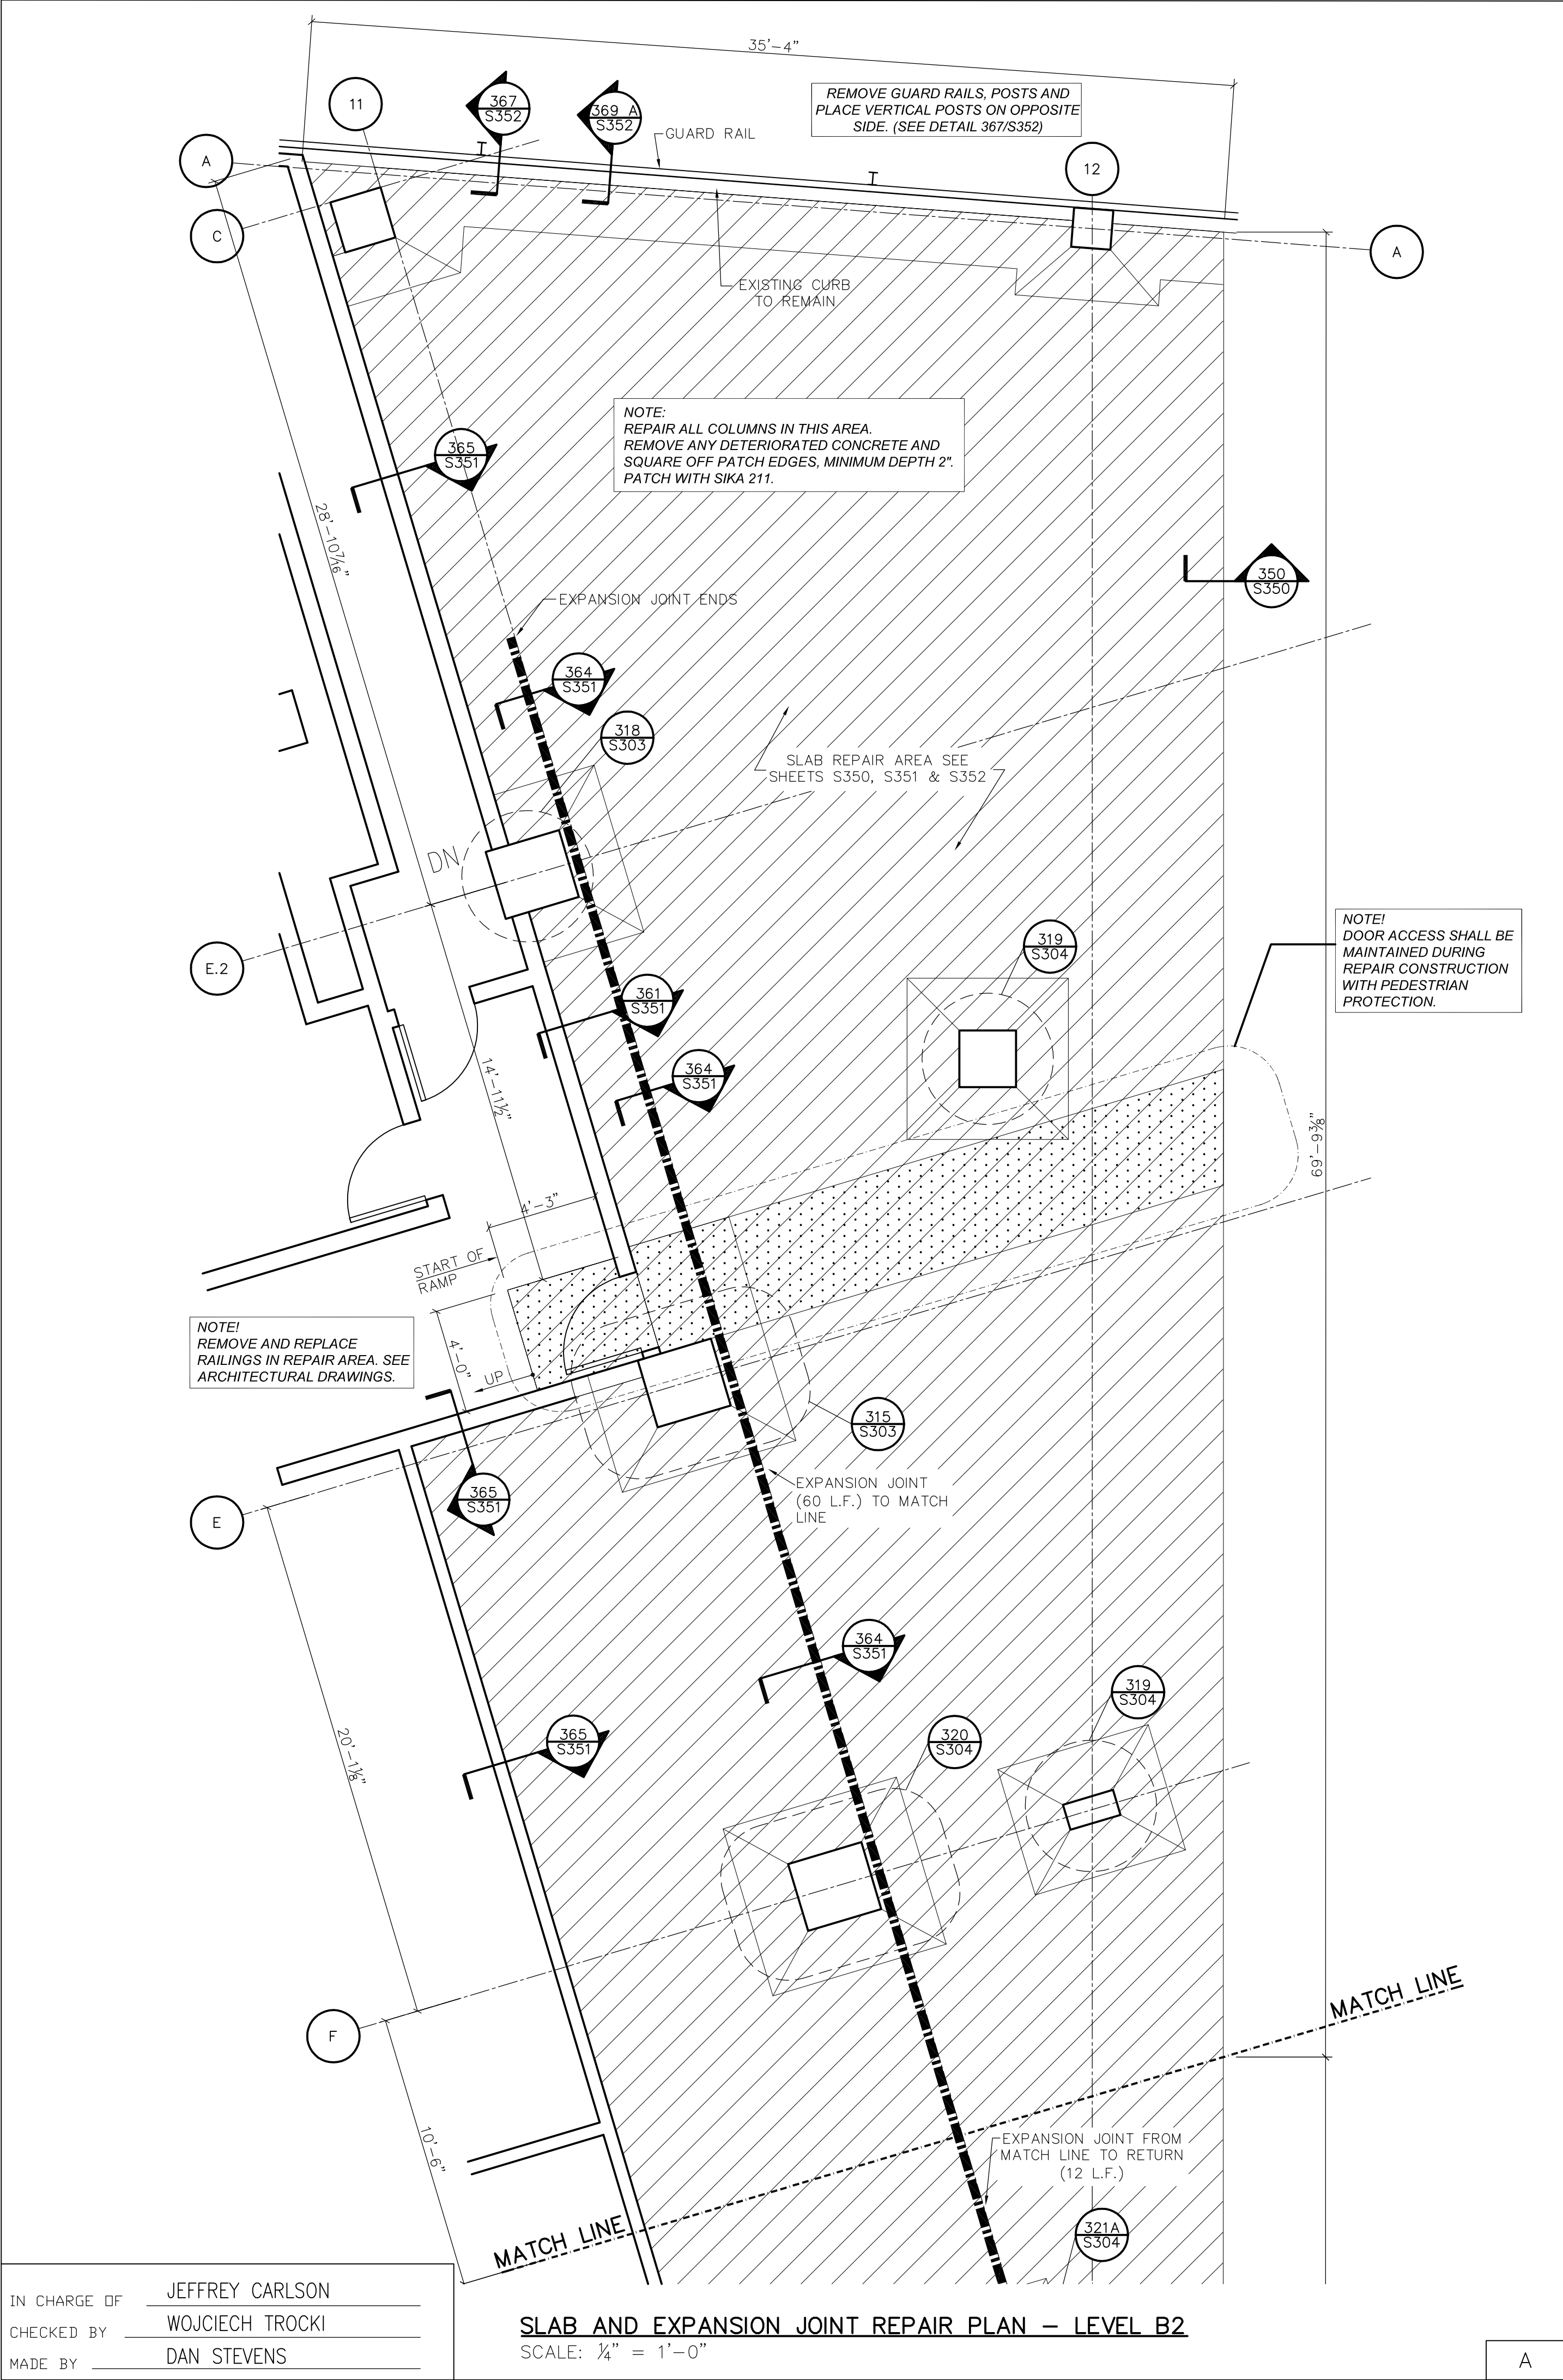 35'-4"
11
367
S352
369 A
S352
GUARD RAIL
REMOVE GUARD RAILS, POSTS AND
PLACE VERTICAL POSTS ON OPPOSITE
SIDE. (SEE DETAIL 367/S352)
A
12
C
A
EXISTING CURB
TO REMAIN
NOTE:
REPAIR ALL COLUMNS IN THIS AREA.
REMOVE ANY DETERIORATED CONCRETE AND
SQUARE OFF PATCH EDGES, MINIMUM DEPTH 2".
PATCH WITH SIKA 211.
365
S351
28'-10 7/16"
350
S350
EXPANSION JOINT ENDS
364
S351
318
S303
SLAB REPAIR AREA SEE
SHEETS S350, S351 & S352
DN
E.2
319
S304
NOTE!
DOOR ACCESS SHALL BE
MAINTAINED DURING
REPAIR CONSTRUCTION
WITH PEDESTRIAN
PROTECTION.
361
S351
364
S351
14'-11½"
69'-9⅜"
4'-3"
START OF
RAMP
NOTE!
REMOVE AND REPLACE
RAILINGS IN REPAIR AREA. SEE
ARCHITECTURAL DRAWINGS.
4'-0"
UP
315
S303
365
S351
EXPANSION JOINT
(60 L.F.) TO MATCH
LINE
E
364
S351
319
S304
365
S351
320
S304
20'-1⅛"
MATCH LINE
F
10'-6"
EXPANSION JOINT FROM
MATCH LINE TO RETURN
(12 L.F.)
321A
S304
MATCH LINE
IN CHARGE OF JEFFREY CARLSON
CHECKED BY WOJCIECH TROCKI
MADE BY DAN STEVENS
SLAB AND EXPANSION JOINT REPAIR PLAN – LEVEL B2
SCALE: ¼" = 1'-0"
A